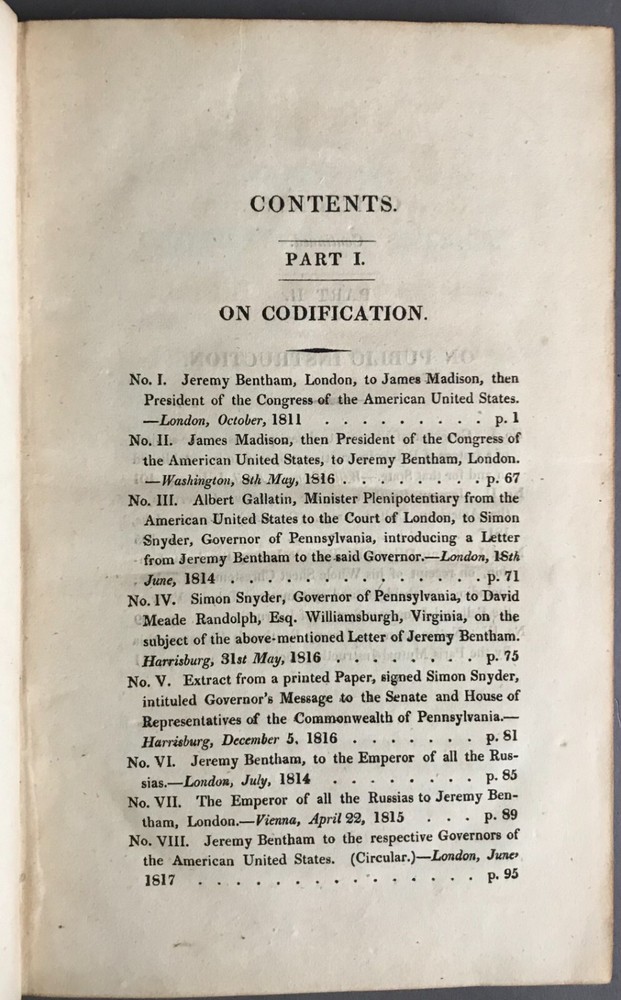 CONTENTS.
PART I.
ON CODIFICATION.
No. I. Jeremy Bentham, London, to James Madison, then
President of the Congress of the American United States.
—London, October, 1811 . . . . . . . . . p. 1
No. II. James Madison, then President of the Congress of
the American United States, to Jeremy Bentham, London.
—Washington, 8th May, 1816 . . . . . . . . p. 67
No. III. Albert Gallatin, Minister Plenipotentiary from the
American United States to the Court of London, to Simon
Snyder, Governor of Pennsylvania, introducing a Letter
from Jeremy Bentham to the said Governor.—London, 18th
June, 1814 . . . . . . . . . . . . . p. 71
No. IV. Simon Snyder, Governor of Pennsylvania, to David
Meade Randolph, Esq. Williamsburgh, Virginia, on the
subject of the above-mentioned Letter of Jeremy Bentham.
Harrisburg, 31st May, 1816 . . . . . . . . p. 75
No. V. Extract from a printed Paper, signed Simon Snyder,
intituled Governor's Message to the Senate and House of
Representatives of the Commonwealth of Pennsylvania.—
Harrisburg, December 5, 1816 . . . . . . . p. 81
No. VI. Jeremy Bentham, to the Emperor of all the Rus-
sias.—London, July, 1814 . . . . . . . . p. 85
No. VII. The Emperor of all the Russias to Jeremy Ben-
tham, London.—Vienna, April 22, 1815 . . . p. 89
No. VIII. Jeremy Bentham to the respective Governors of
the American United States. (Circular.)—London, June,
1817 . . . . . . . . . . . . . . . p. 95